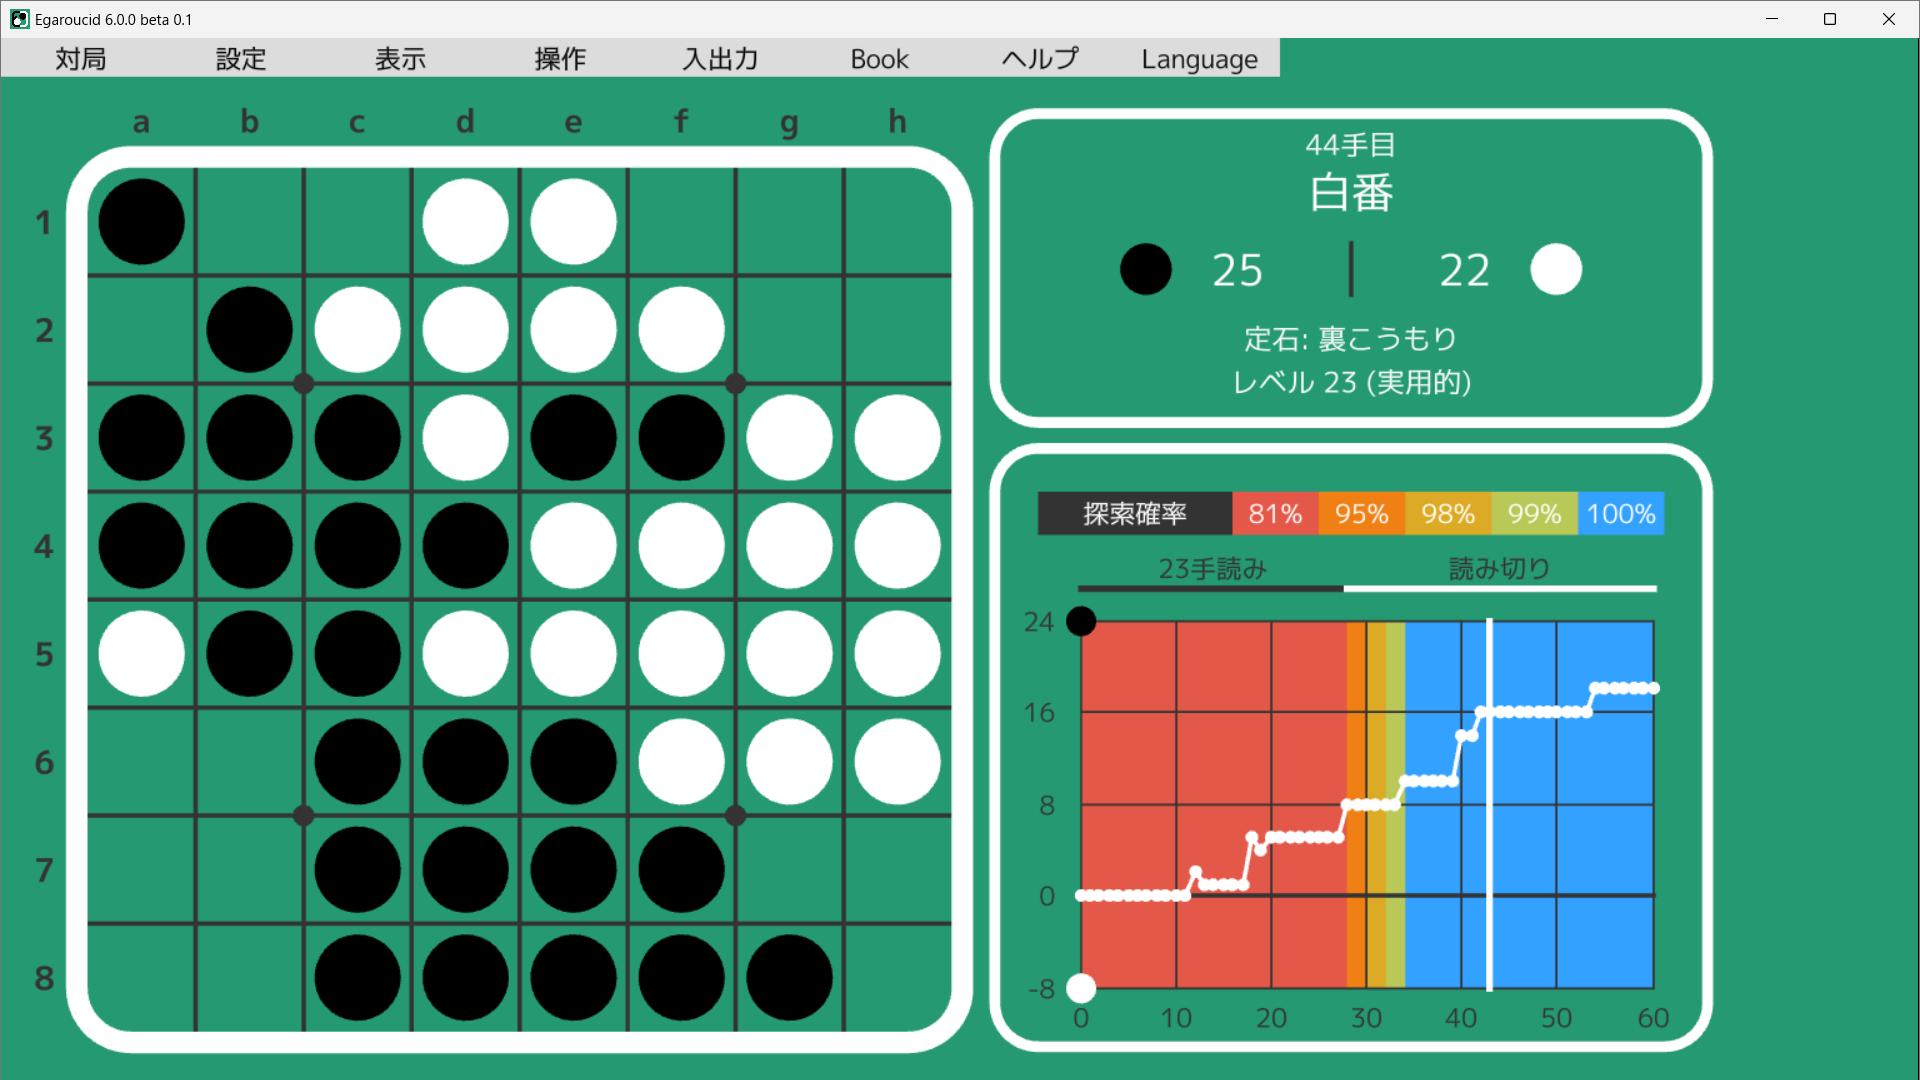 Egaroucid 6.0.0 beta 0.1
対局 設定 表示 操作 入出力 Book ヘルプ Language
a b c d e f g h
1
2
3
4
5
6
7
8
44手目
白番
25 22
定石: 裏こうもり
レベル 23 (実用的)
探索確率 81% 95% 98% 99% 100%
23手読み 読み切り
24
16
8
0
-8
0 10 20 30 40 50 60